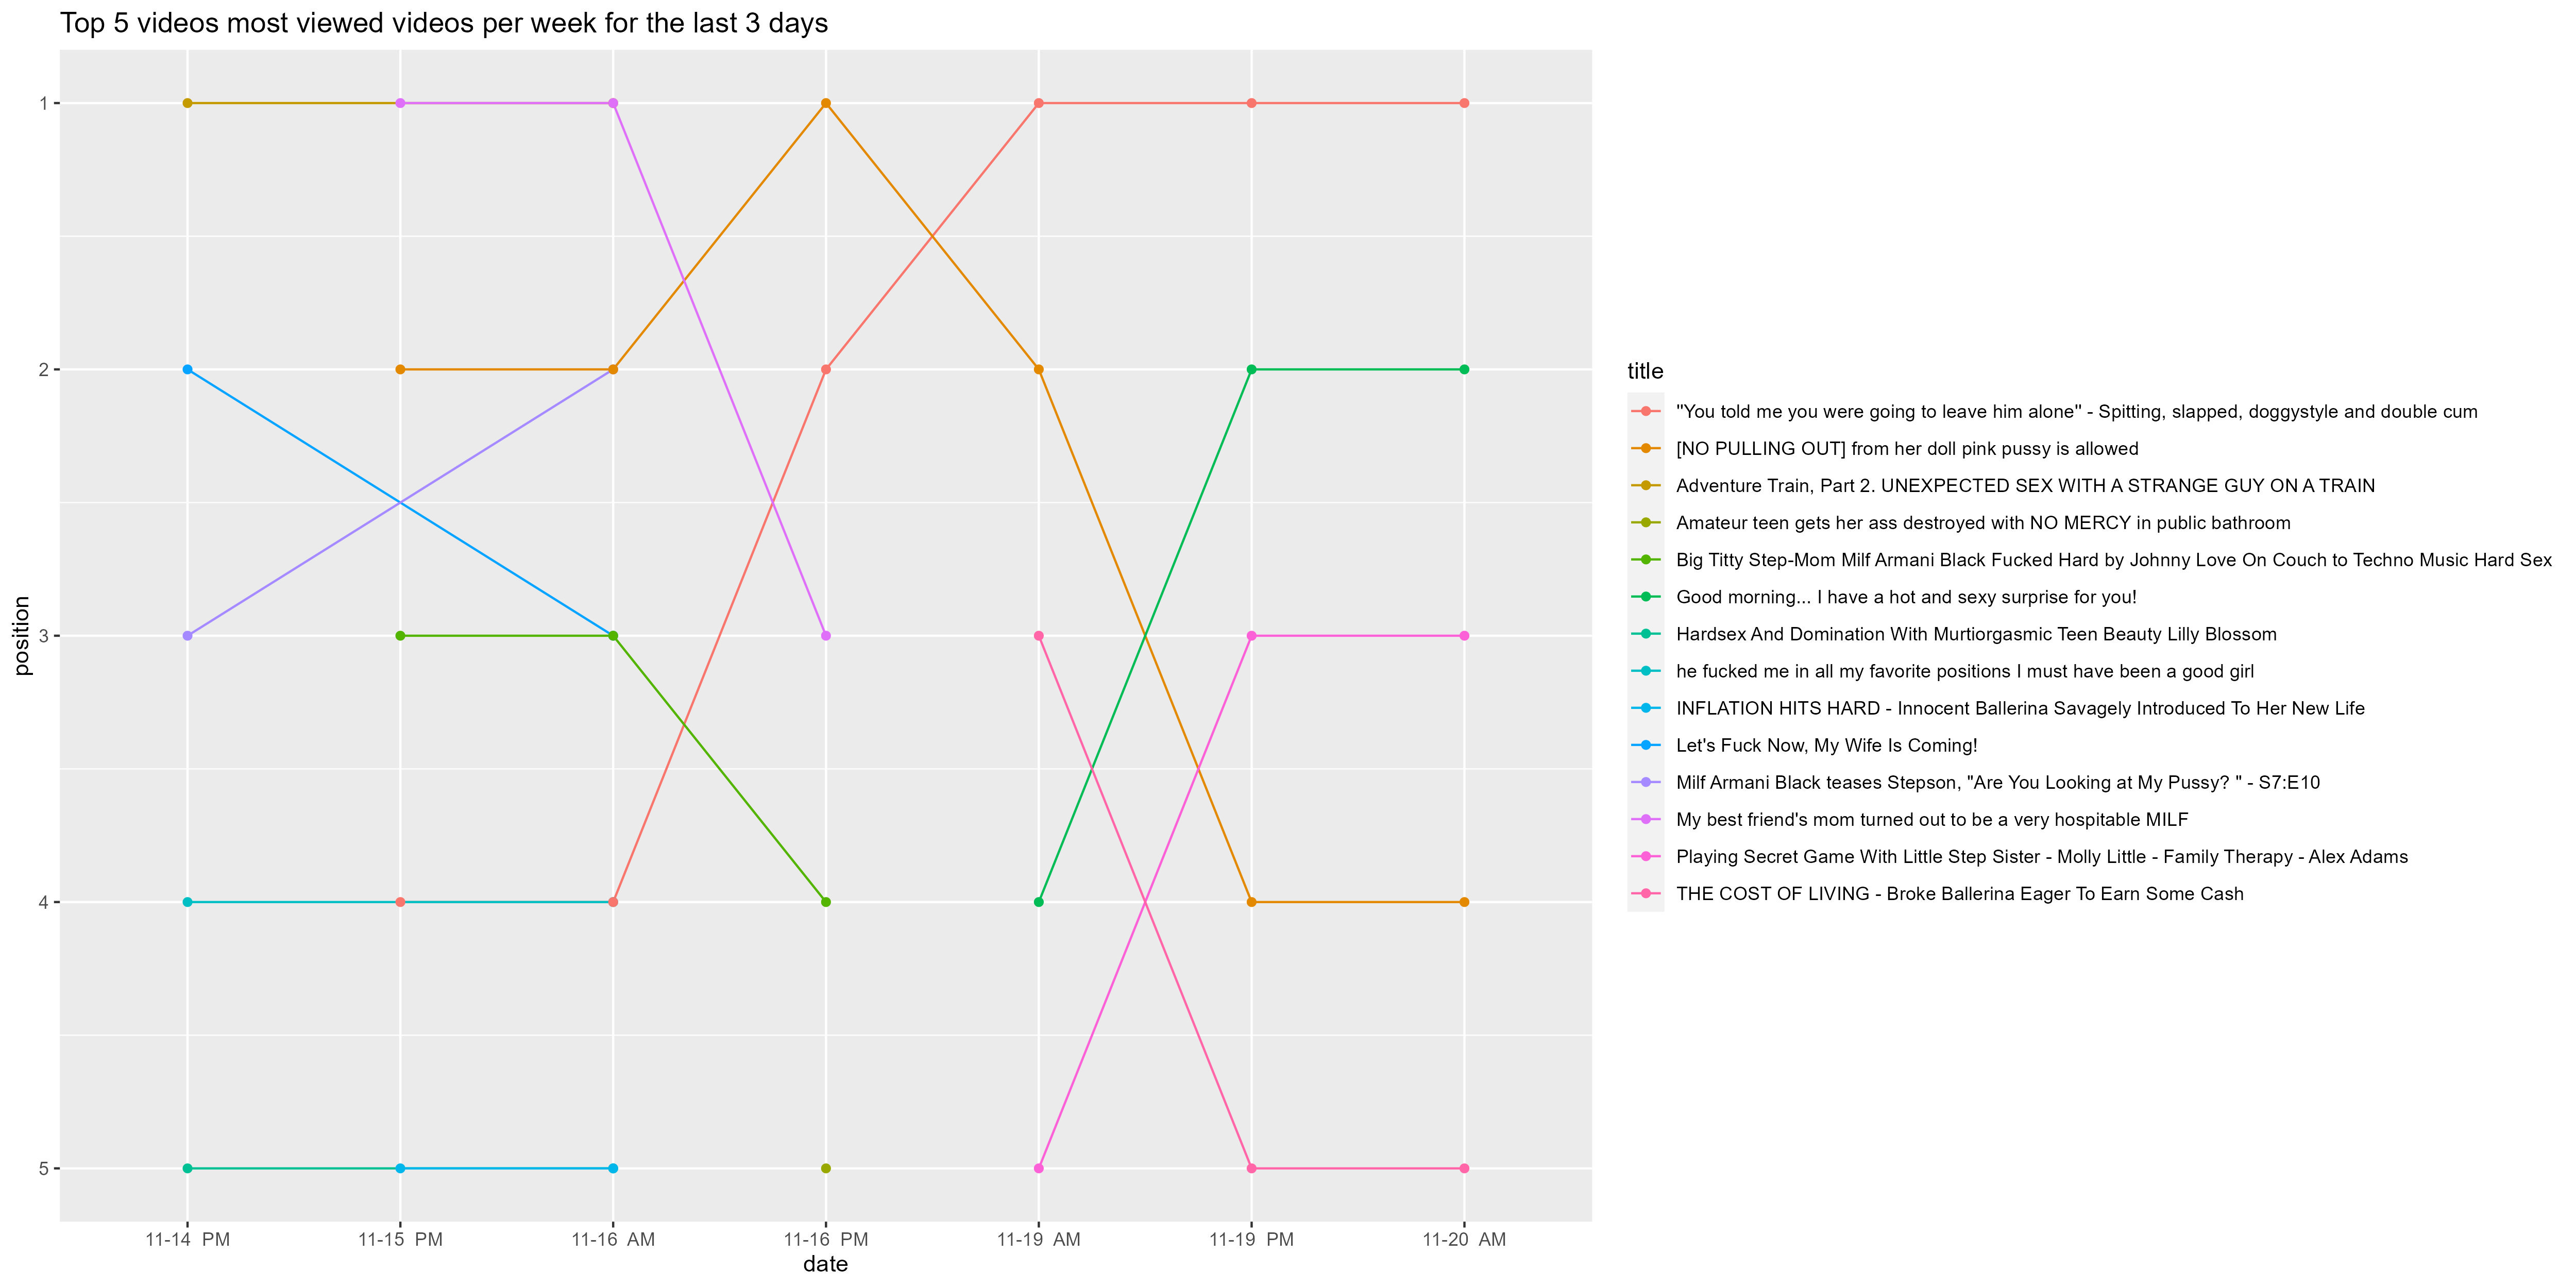 Top 5 videos most viewed videos per week for the last 3 days
position
1
2
3
4
5
11-14 PM
11-15 PM
11-16 AM
11-16 PM
11-19 AM
11-19 PM
11-20 AM
date
title
"You told me you were going to leave him alone" - Spitting, slapped, doggystyle and double cum
[NO PULLING OUT] from her doll pink pussy is allowed
Adventure Train, Part 2. UNEXPECTED SEX WITH A STRANGE GUY ON A TRAIN
Amateur teen gets her ass destroyed with NO MERCY in public bathroom
Big Titty Step-Mom Milf Armani Black Fucked Hard by Johnny Love On Couch to Techno Music Hard Sex
Good morning... I have a hot and sexy surprise for you!
Hardsex And Domination With Murtiorgasmic Teen Beauty Lilly Blossom
he fucked me in all my favorite positions I must have been a good girl
INFLATION HITS HARD - Innocent Ballerina Savagely Introduced To Her New Life
Let's Fuck Now, My Wife Is Coming!
Milf Armani Black teases Stepson, "Are You Looking at My Pussy? " - S7:E10
My best friend's mom turned out to be a very hospitable MILF
Playing Secret Game With Little Step Sister - Molly Little - Family Therapy - Alex Adams
THE COST OF LIVING - Broke Ballerina Eager To Earn Some Cash